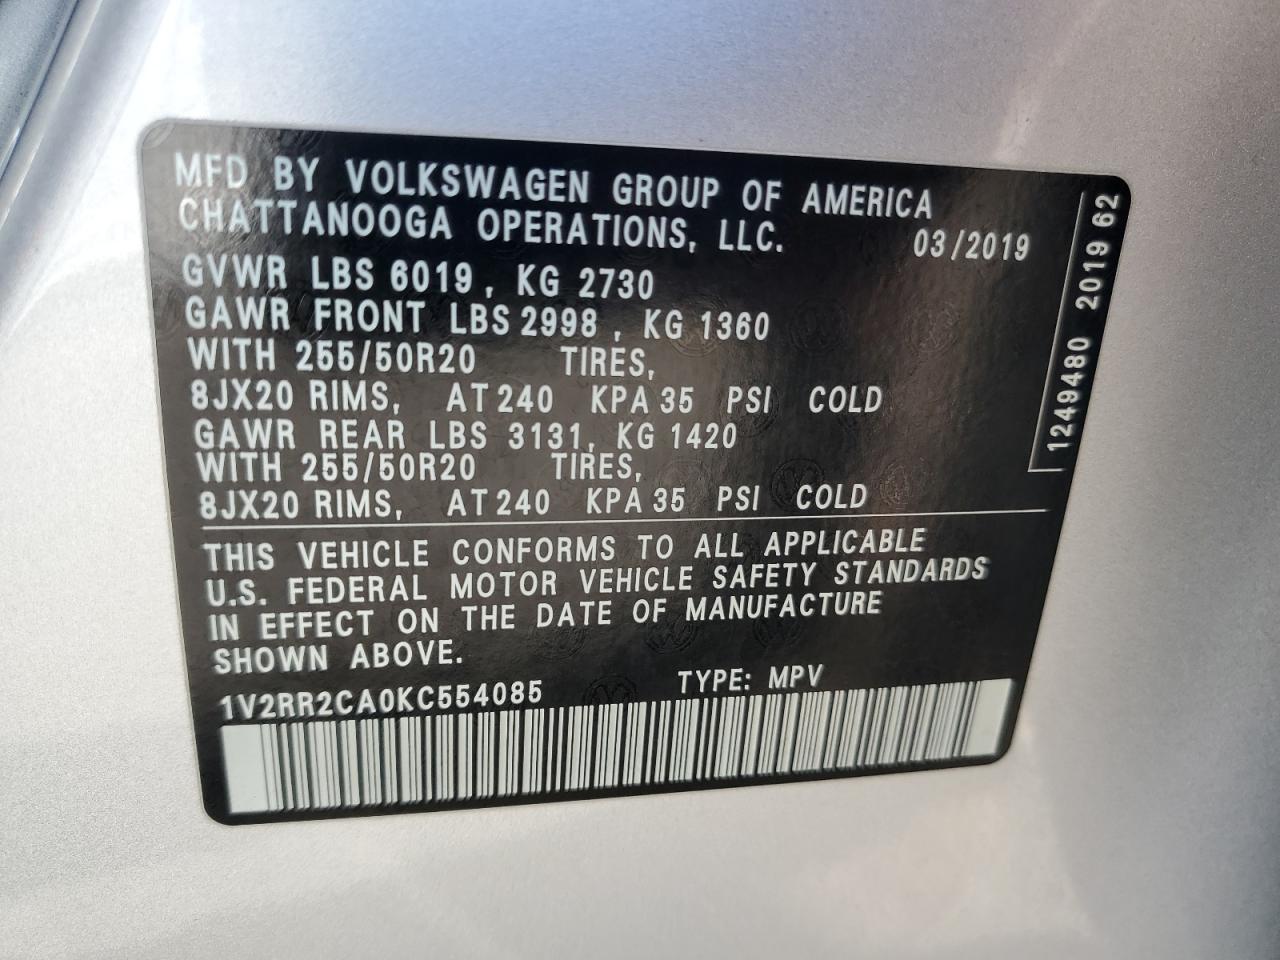 MFD BY VOLKSWAGEN GROUP OF AMERICA
CHATTANOOGA OPERATIONS, LLC. 03/2019
GVWR LBS 6019, KG 2730
GAWR FRONT LBS 2998, KG 1360
WITH 255/50R20 TIRES,
8JX20 RIMS, AT 240 KPA 35 PSI COLD
GAWR REAR LBS 3131, KG 1420
WITH 255/50R20 TIRES,
8JX20 RIMS, AT 240 KPA 35 PSI COLD
THIS VEHICLE CONFORMS TO ALL APPLICABLE
U.S. FEDERAL MOTOR VEHICLE SAFETY STANDARDS
IN EFFECT ON THE DATE OF MANUFACTURE
SHOWN ABOVE.
1V2RR2CA0KC554085 TYPE: MPV
1249480 2019 62